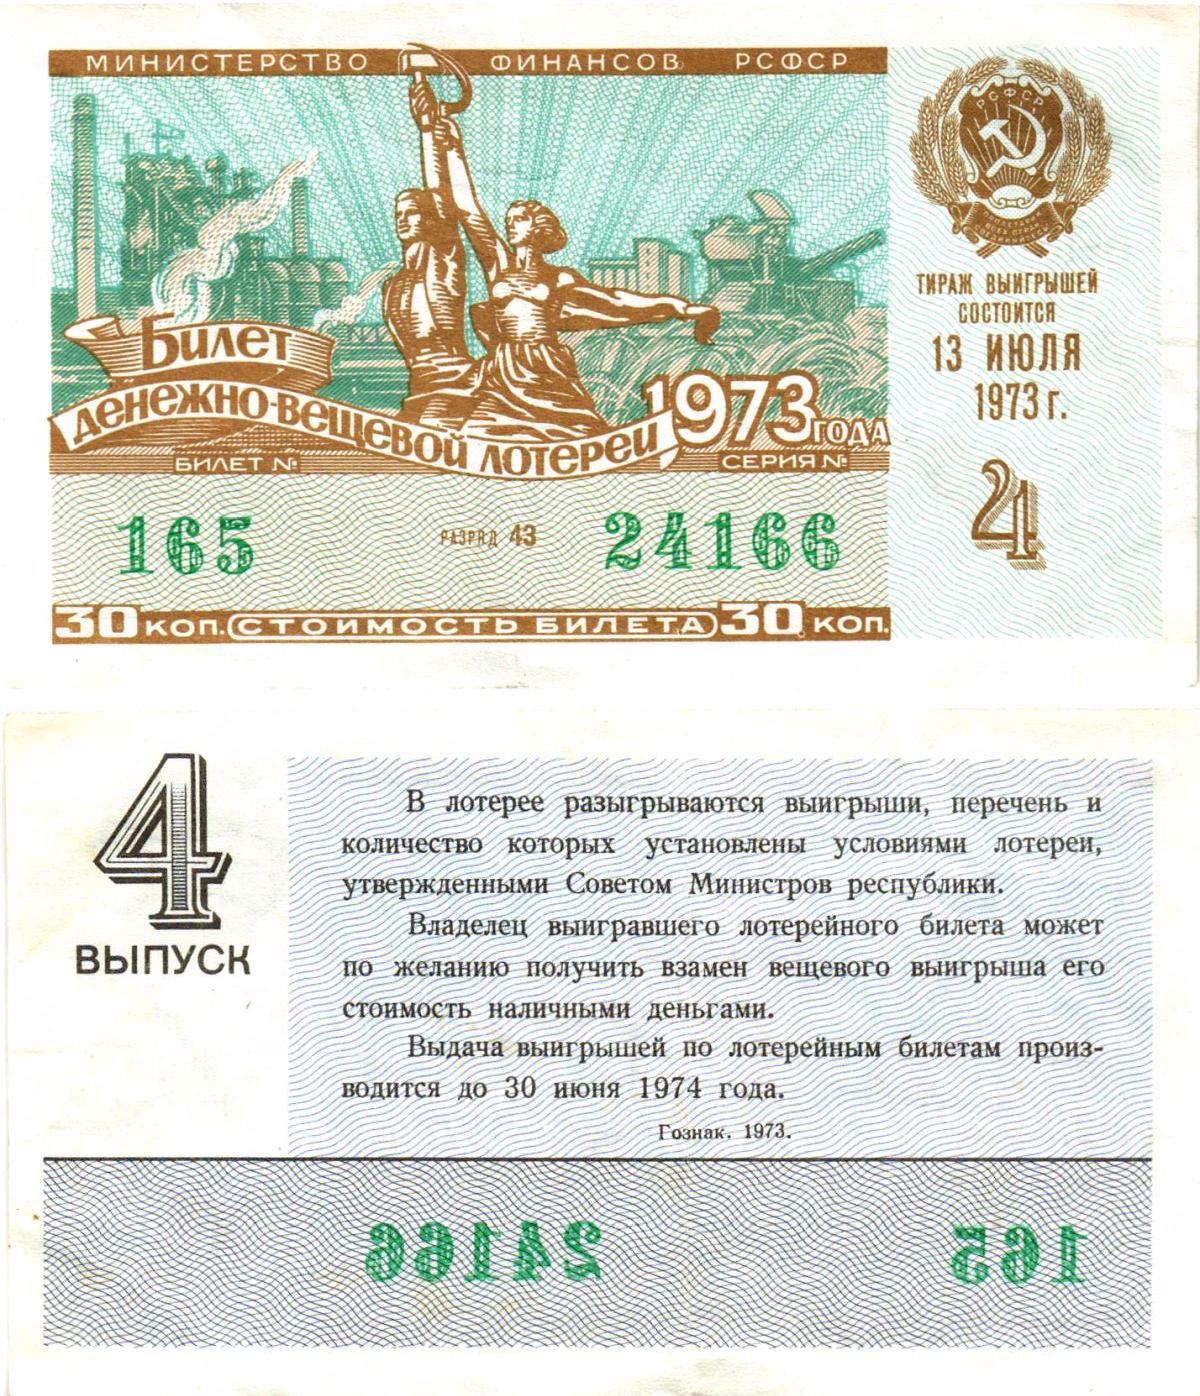 МИНИСТЕРСТВО ФИНАНСОВ РСФСР
РСФСР
ТИРАЖ ВЫИГРЫШЕЙ
СОСТОИТСЯ
13 ИЮЛЯ
1973 г.
4
Билет
денежно-вещевой лотереи
1973 ГОДА
БИЛЕТ № СЕРИЯ №
165 РАЗРЯД 43 24166
30 КОП. СТОИМОСТЬ БИЛЕТА 30 КОП.
4
ВЫПУСК
В лотерее разыгрываются выигрыши, перечень и
количество которых установлены условиями лотереи,
утвержденными Советом Министров республики.
Владелец выигравшего лотерейного билета может
по желанию получить взамен вещевого выигрыша его
стоимость наличными деньгами.
Выдача выигрышей по лотерейным билетам произ-
водится до 30 июня 1974 года.
Гознак. 1973.
24166 165